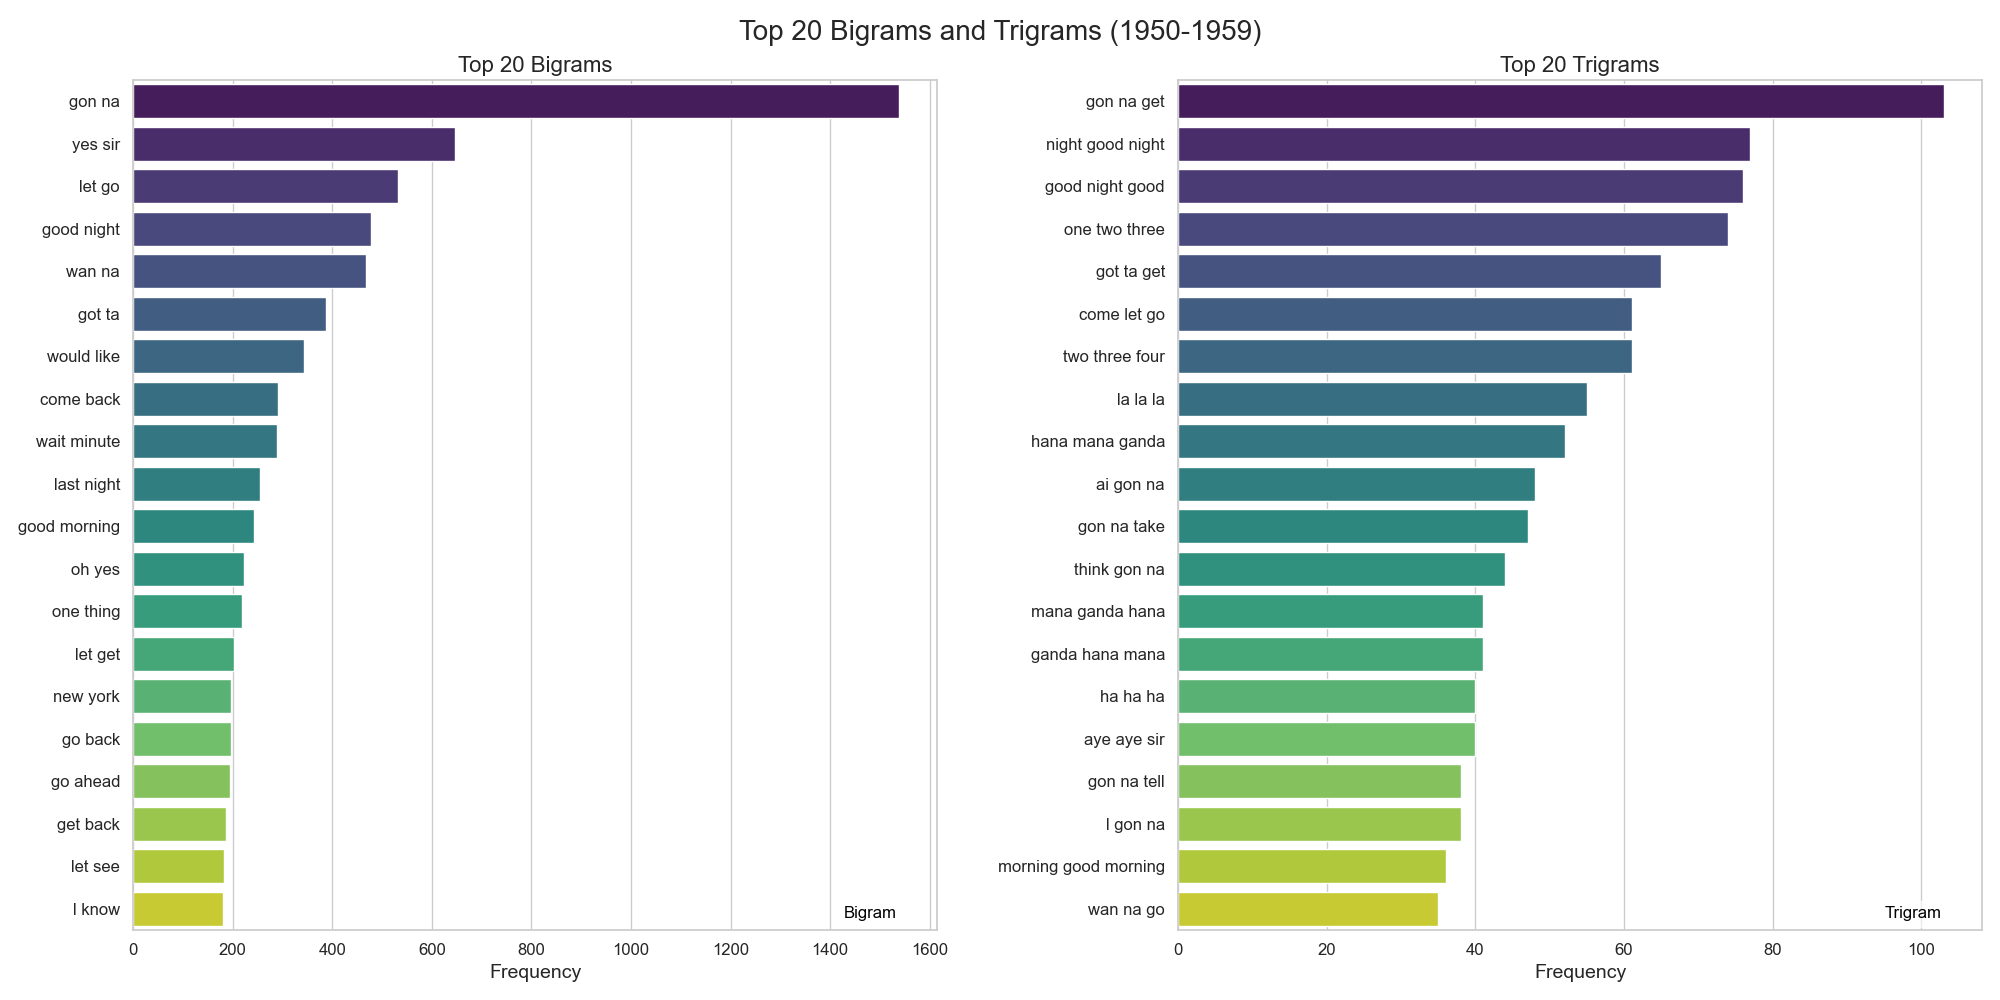 Top 20 Bigrams and Trigrams (1950-1959)
Top 20 Bigrams
gon na
yes sir
let go
good night
wan na
got ta
would like
come back
wait minute
last night
good morning
oh yes
one thing
let get
new york
go back
go ahead
get back
let see
I know
Bigram
0 200 400 600 800 1000 1200 1400 1600
Frequency
Top 20 Trigrams
gon na get
night good night
good night good
one two three
got ta get
come let go
two three four
la la la
hana mana ganda
ai gon na
gon na take
think gon na
mana ganda hana
ganda hana mana
ha ha ha
aye aye sir
gon na tell
I gon na
morning good morning
wan na go
Trigram
0 20 40 60 80 100
Frequency